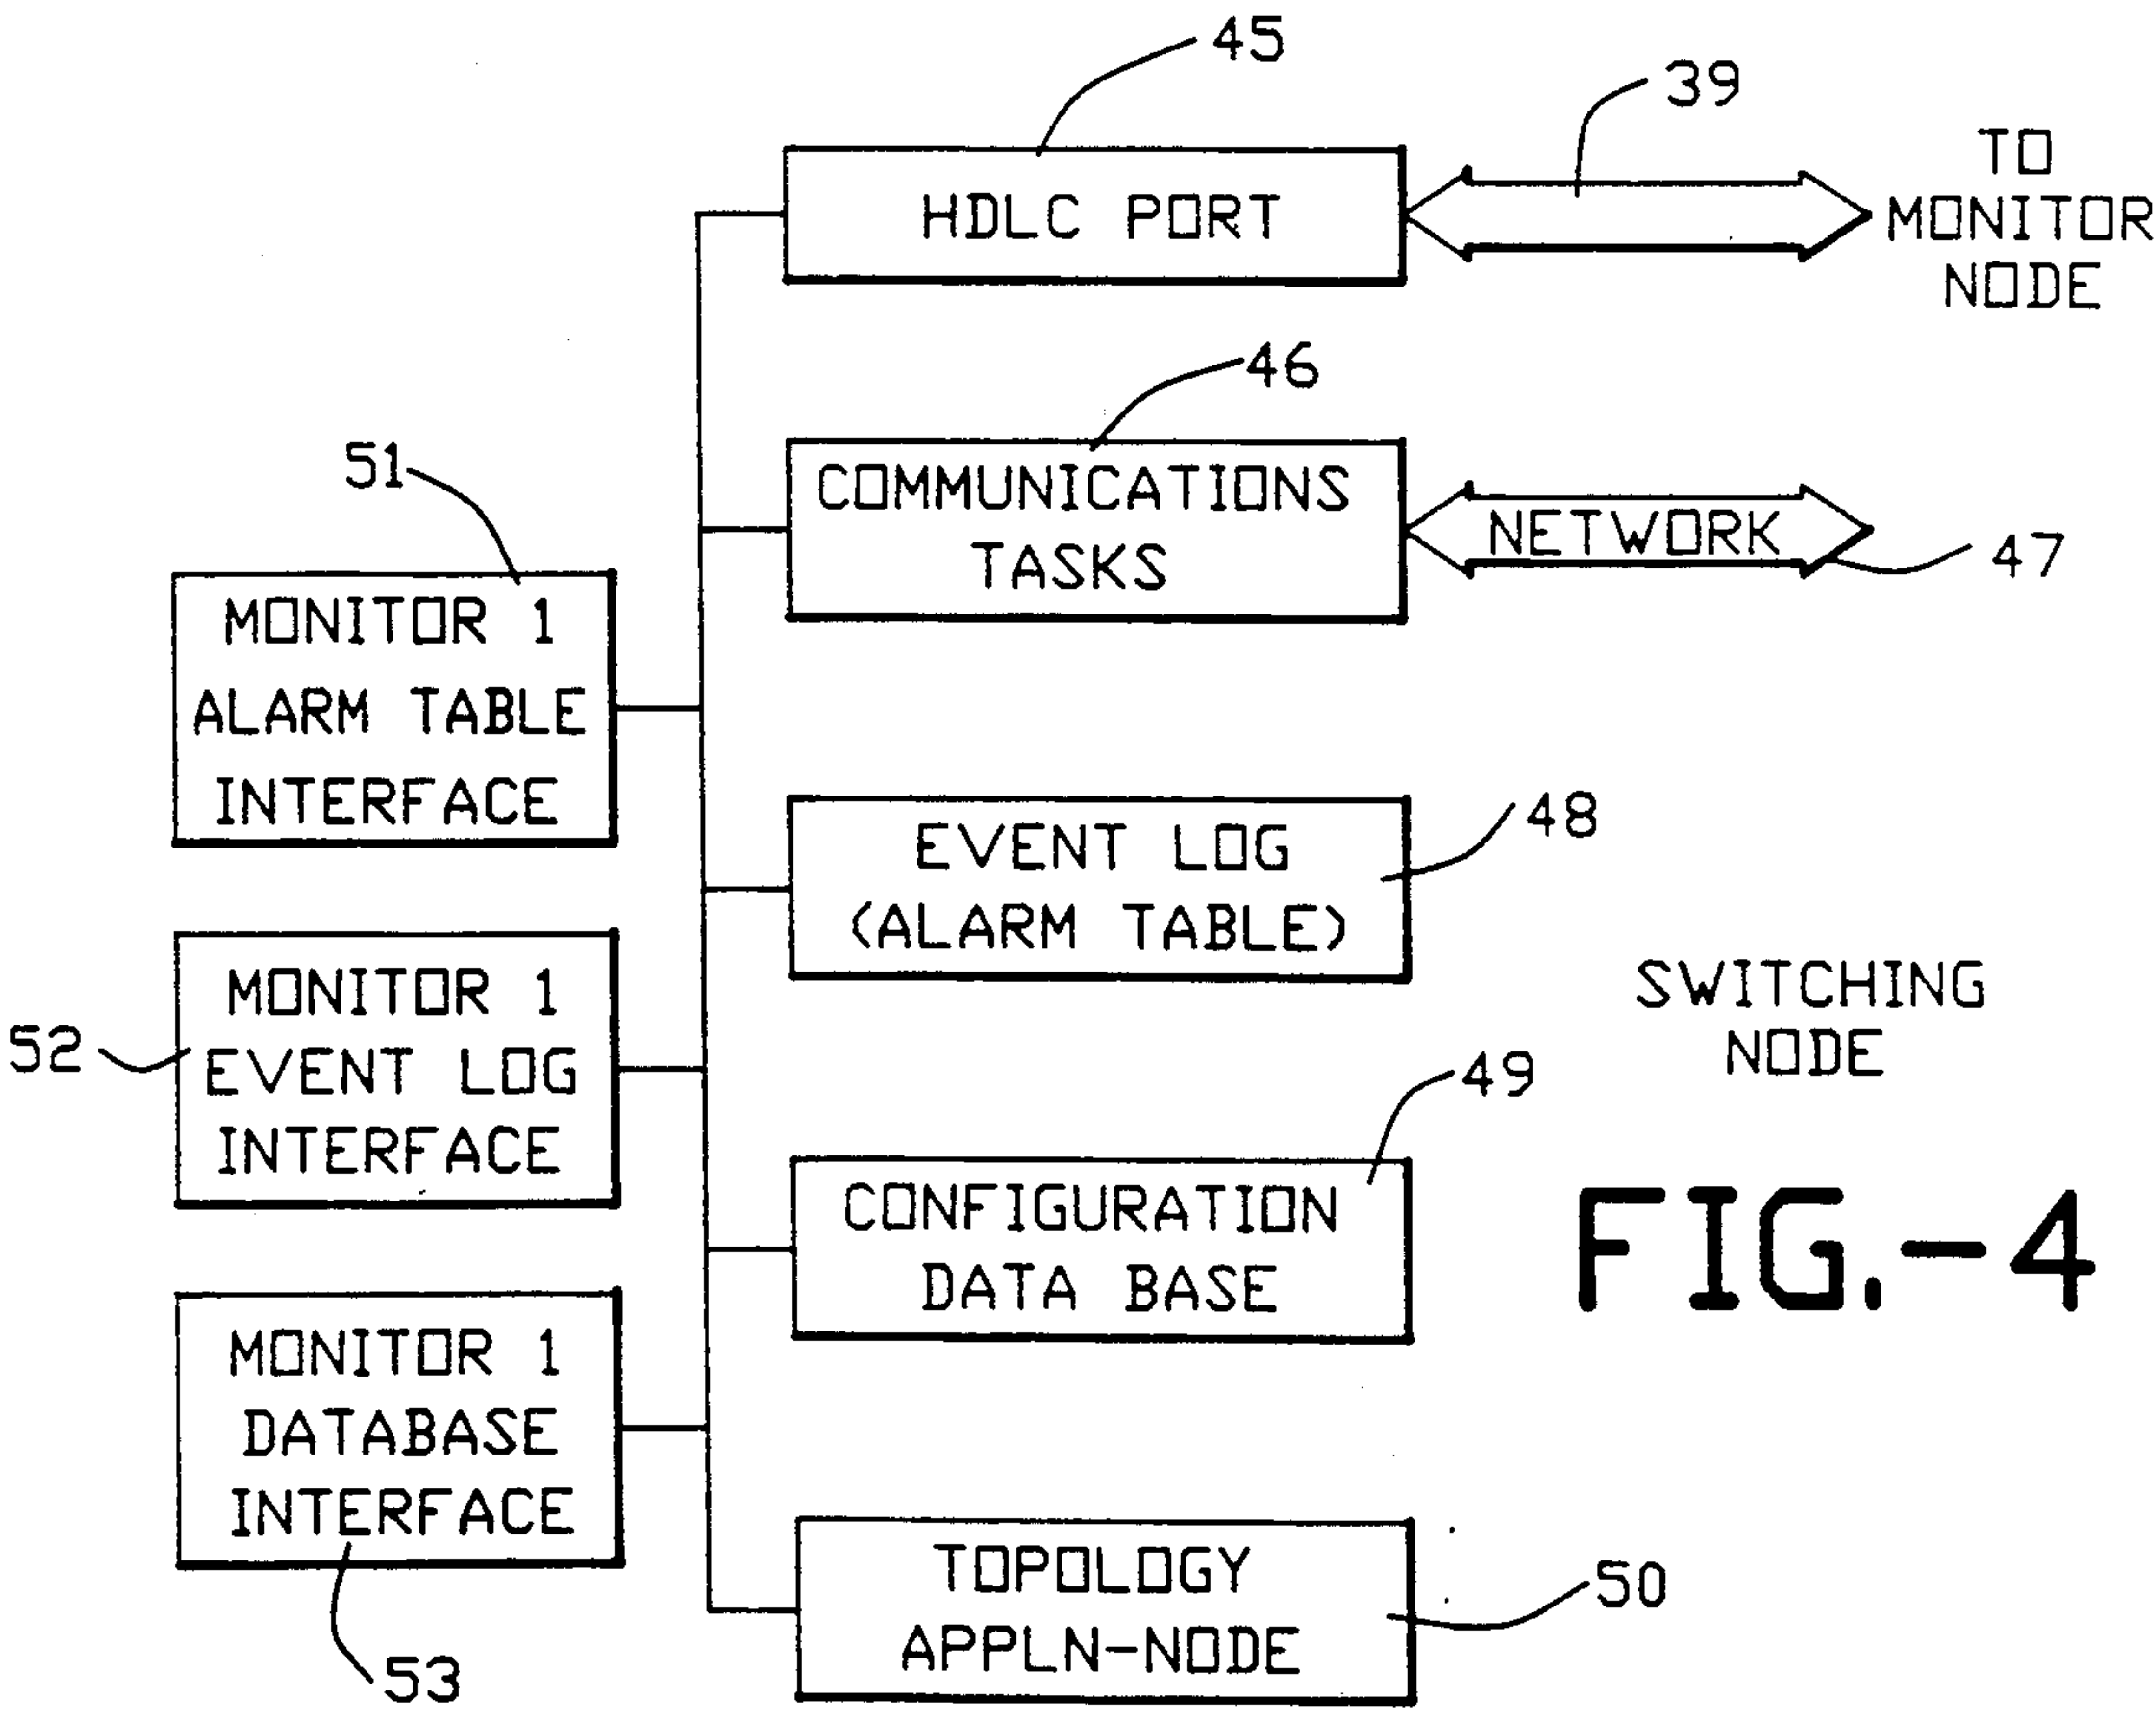 45
39
HDLC PORT
TO
MONITOR
NODE
46
COMMUNICATIONS
TASKS
NETWORK
47
51
MONITOR 1
ALARM TABLE
INTERFACE
48
EVENT LOG
(ALARM TABLE)
52
MONITOR 1
EVENT LOG
INTERFACE
SWITCHING
NODE
49
CONFIGURATION
DATA BASE
FIG.-4
MONITOR 1
DATABASE
INTERFACE
53
TOPOLOGY
APPLN-NODE
50